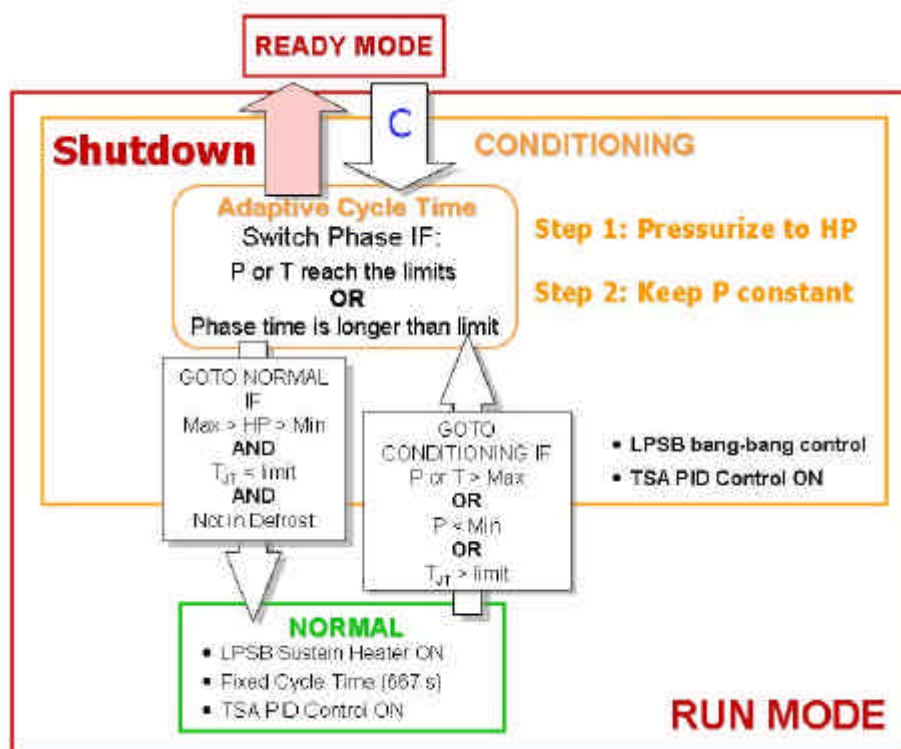 READY MODE
C
Shutdown
CONDITIONING
Adaptive Cycle Time
Switch Phase IF:
P or T reach the limits
OR
Phase time is longer than limit
Step 1: Pressurize to HP
Step 2: Keep P constant
GOTO NORMAL
IF
Max > HP > Min
AND
TJT < limit
AND
Not in Defrost
GOTO
CONDITIONING IF
P or T > Max
OR
P < Min
OR
TJT > limit
• LPSB bang-bang control
• TSA PID Control ON
NORMAL
• LPSB Sustain Heater ON
• Fixed Cycle Time (667 s)
• TSA PID Control ON
RUN MODE